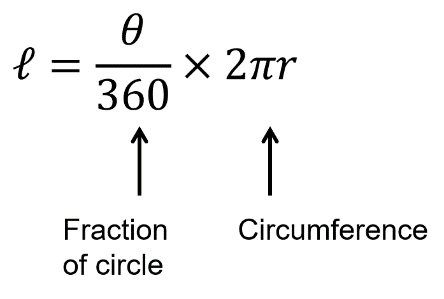 ℓ = θ/360 × 2πr
Fraction Circumference
of circle